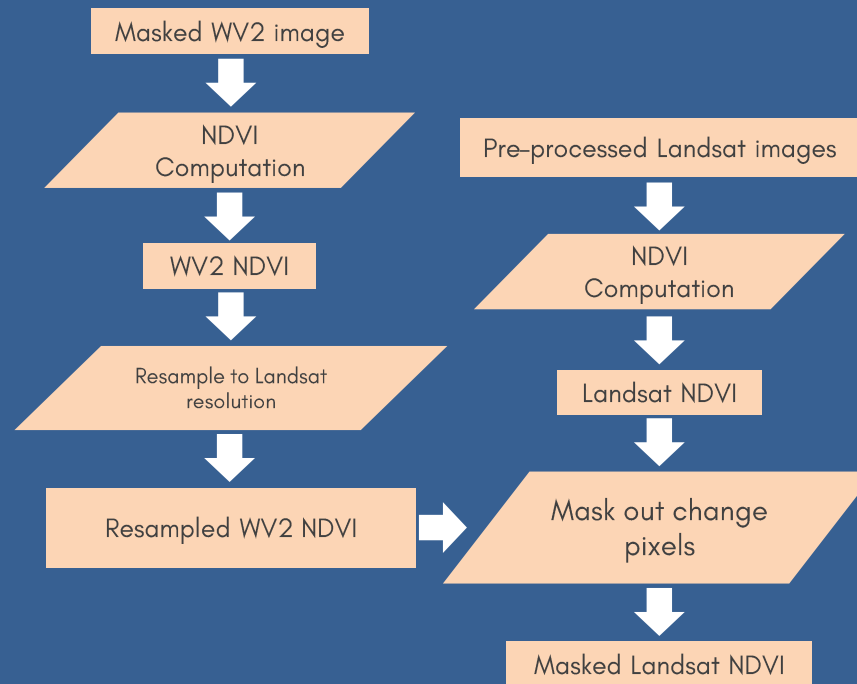 Masked WV2 image
NDVI
Computation
WV2 NDVI
Resample to Landsat
resolution
Resampled WV2 NDVI
Pre-processed Landsat images
NDVI
Computation
Landsat NDVI
Mask out change
pixels
Masked Landsat NDVI